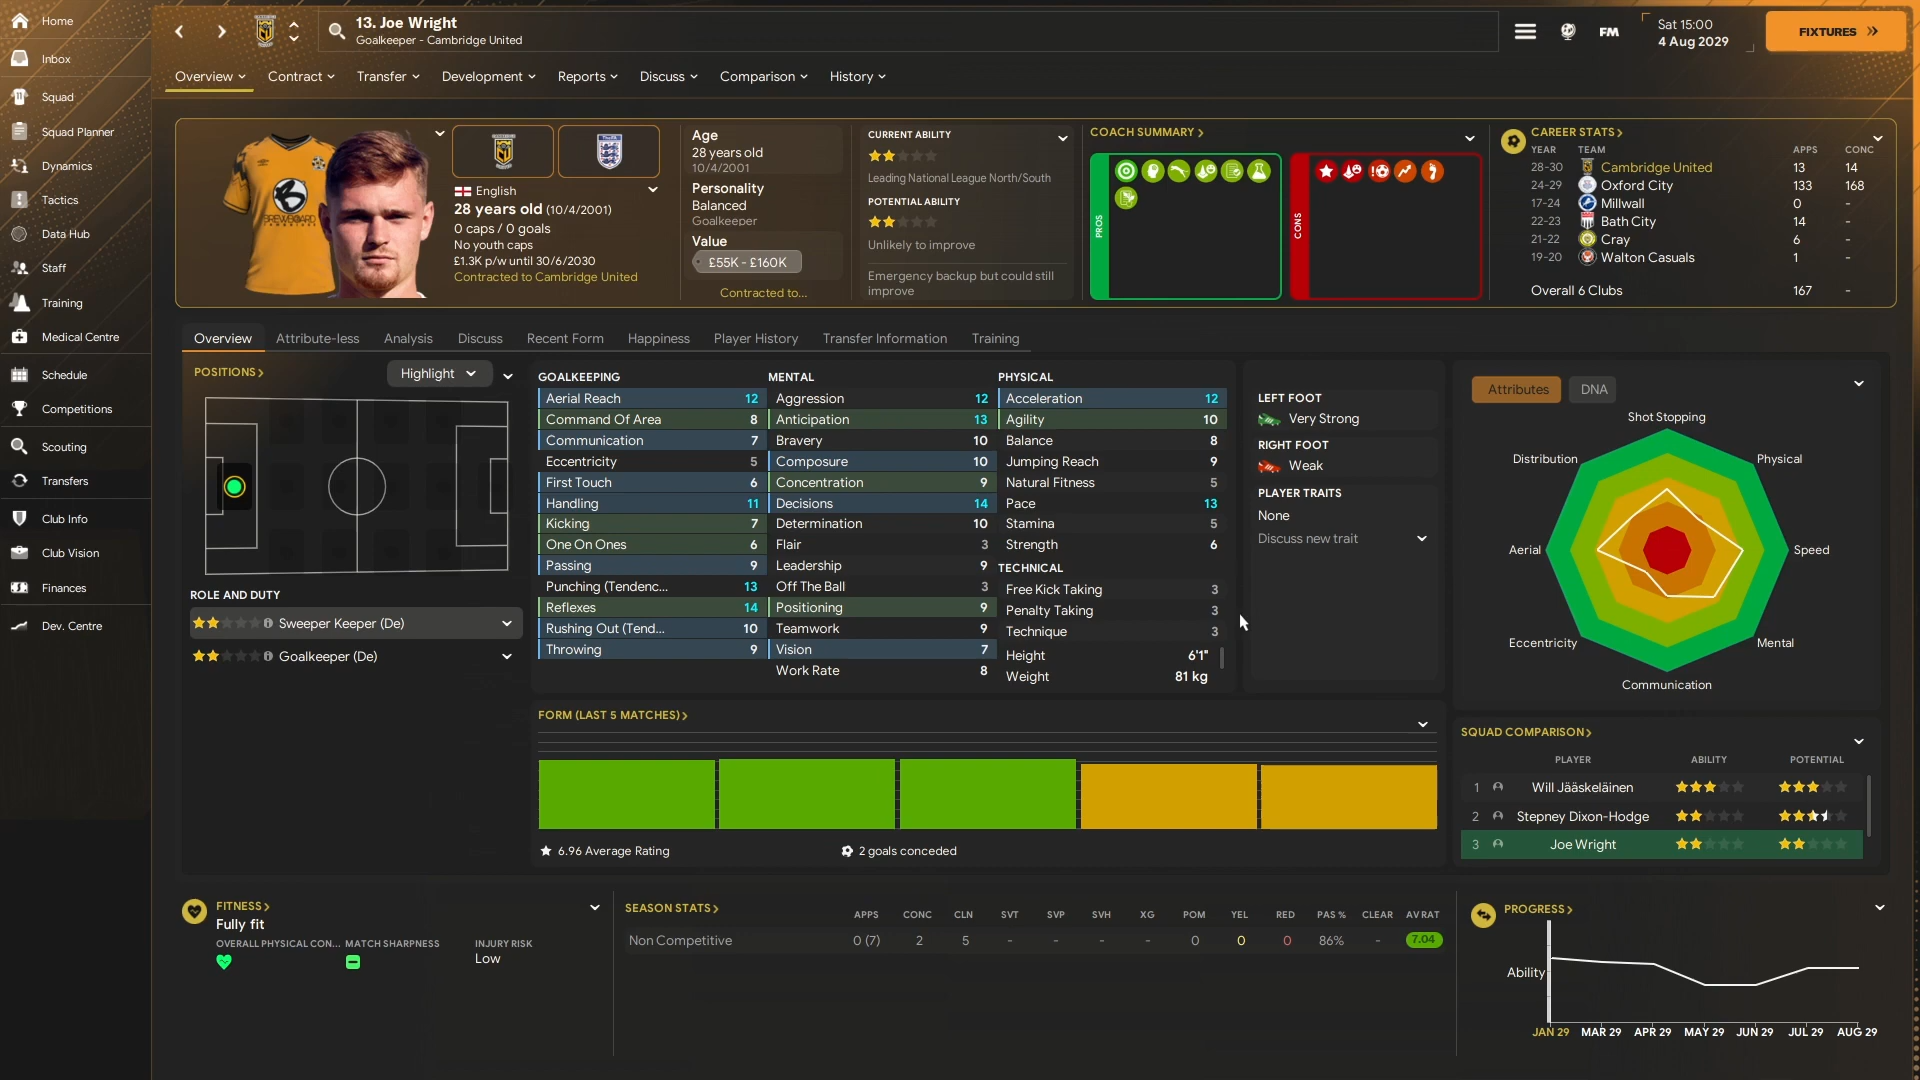 Home
Inbox
Squad
Squad Planner
Dynamics
Tactics
Data Hub
Staff
Training
Medical Centre
Schedule
Competitions
Scouting
Transfers
Club Info
Club Vision
Finances
Dev. Centre
13. Joe Wright
Goalkeeper - Cambridge United
FM
Sat 15:00
4 Aug 2029
FIXTURES
Overview Contract Transfer Development Reports Discuss Comparison History
BREWBOARD
English
28 years old (10/4/2001)
0 caps / 0 goals
No youth caps
£1.3K p/w until 30/6/2030
Contracted to Cambridge United
Age
28 years old
10/4/2001
Personality
Balanced
Goalkeeper
Value
£55K - £160K
Contracted to...
CURRENT ABILITY
Leading National League North/South
POTENTIAL ABILITY
Unlikely to improve
Emergency backup but could still
improve
COACH SUMMARY
PROS
CONS
CAREER STATS
YEAR TEAM APPS CONC
28-30 Cambridge United 13 14
24-29 Oxford City 133 168
17-24 Millwall 0 -
22-23 Bath City 14 -
21-22 Cray 6 -
19-20 Walton Casuals 1 -
Overall 6 Clubs 167 -
Overview Attribute-less Analysis Discuss Recent Form Happiness Player History Transfer Information Training
POSITIONS
Highlight
ROLE AND DUTY
Sweeper Keeper (De)
Goalkeeper (De)
GOALKEEPING
Aerial Reach 12
Command Of Area 8
Communication 7
Eccentricity 5
First Touch 6
Handling 11
Kicking 7
One On Ones 6
Passing 9
Punching (Tendenc... 13
Reflexes 14
Rushing Out (Tend... 10
Throwing 9
MENTAL
Aggression 12
Anticipation 13
Bravery 10
Composure 10
Concentration 9
Decisions 14
Determination 10
Flair 3
Leadership 9
Off The Ball 3
Positioning 9
Teamwork 9
Vision 7
Work Rate 8
PHYSICAL
Acceleration 12
Agility 10
Balance 8
Jumping Reach 9
Natural Fitness 5
Pace 13
Stamina 5
Strength 6
TECHNICAL
Free Kick Taking 3
Penalty Taking 3
Technique 3
Height 6'1"
Weight 81 kg
LEFT FOOT
Very Strong
RIGHT FOOT
Weak
PLAYER TRAITS
None
Discuss new trait
Attributes DNA
Shot Stopping
Physical
Speed
Mental
Communication
Eccentricity
Aerial
Distribution
FORM (LAST 5 MATCHES)
6.96 Average Rating
2 goals conceded
SQUAD COMPARISON
PLAYER ABILITY POTENTIAL
1 Will Jääskeläinen
2 Stepney Dixon-Hodge
3 Joe Wright
FITNESS
Fully fit
OVERALL PHYSICAL CON... MATCH SHARPNESS INJURY RISK
Low
SEASON STATS
APPS CONC CLN SVT SVP SVH XG POM YEL RED PAS % CLEAR AV RAT
Non Competitive 0 (7) 2 5 - - - - 0 0 0 86% - 7.04
PROGRESS
Ability
JAN 29 MAR 29 APR 29 MAY 29 JUN 29 JUL 29 AUG 29